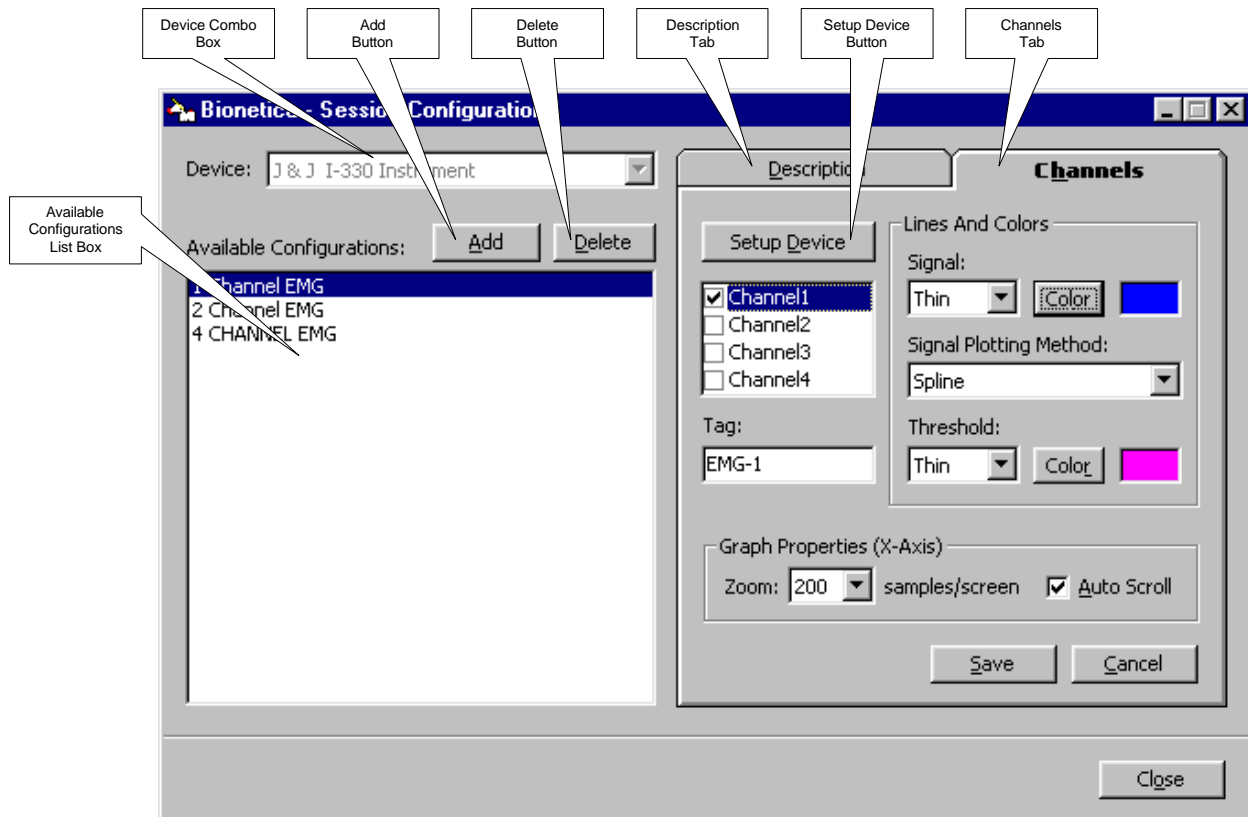 Device Combo
Box
Add
Button
Delete
Button
Description
Tab
Setup Device
Button
Channels
Tab
Bionetica - Session Configuration
Device:
J & J I-330 Instrument
Description
Channels
Available
Configurations
List Box
Available Configurations:
Add
Delete
1 Channel EMG
2 Channel EMG
4 CHANNEL EMG
Setup Device
Channel1
Channel2
Channel3
Channel4
Tag:
EMG-1
Lines And Colors
Signal:
Thin
Color
Signal Plotting Method:
Spline
Threshold:
Thin
Color
Graph Properties (X-Axis)
Zoom: 200 samples/screen Auto Scroll
Save
Cancel
Close